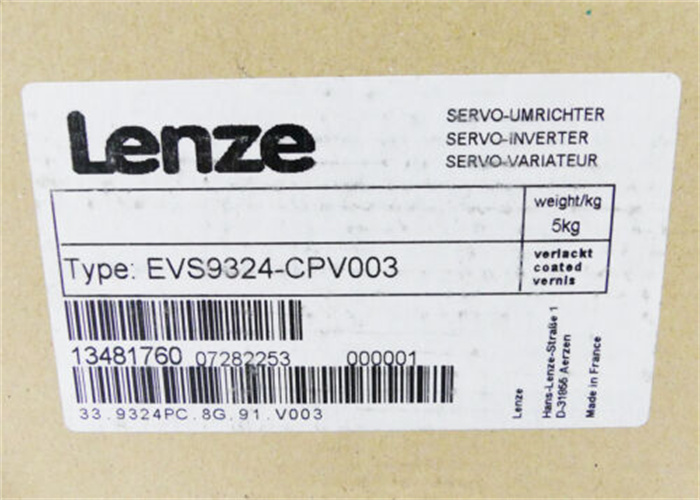 Lenze
SERVO-UMRICHTER
SERVO-INVERTER
SERVO-VARIATEUR
weight/kg
5kg
Type: EVS9324-CPV003
verlackt
coated
vernis
13481760 07282253 000001
33.9324PC.8G.91.V003
Lenze
Hans-Lenze-Straße 1
D-31855 Aerzen
Made in France